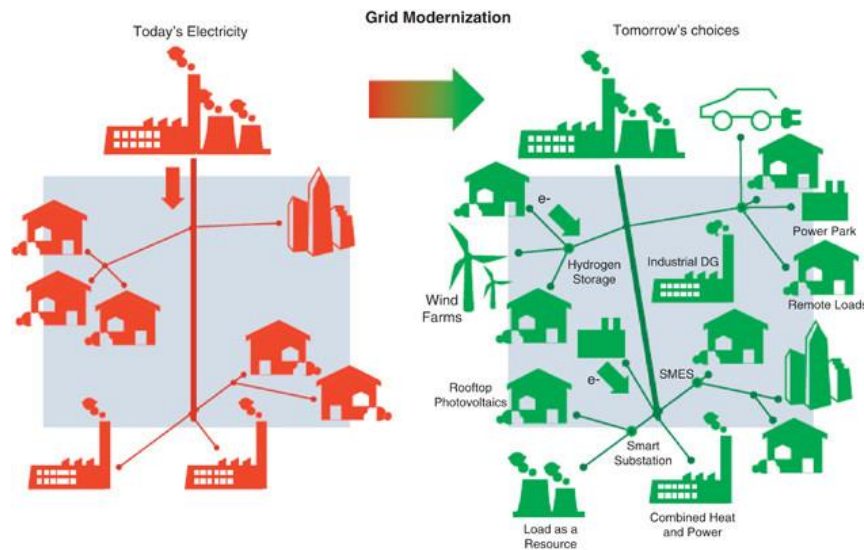 Grid Modernization
Today's Electricity
Tomorrow's choices
e-
Power Park
Hydrogen
Storage
Industrial DG
Wind
Farms
Remote Loads
SMES
e-
Rooftop
Photovoltaics
Smart
Substation
Load as a
Resource
Combined Heat
and Power